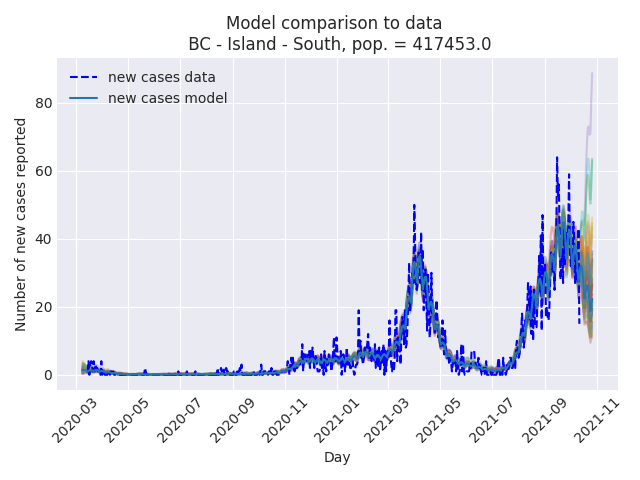 Model comparison to data
BC - Island - South, pop. = 417453.0
new cases data
new cases model
Number of new cases reported
80
60
40
20
0
2020-03
2020-05
2020-07
2020-09
2020-11
2021-01
2021-03
2021-05
2021-07
2021-09
2021-11
Day